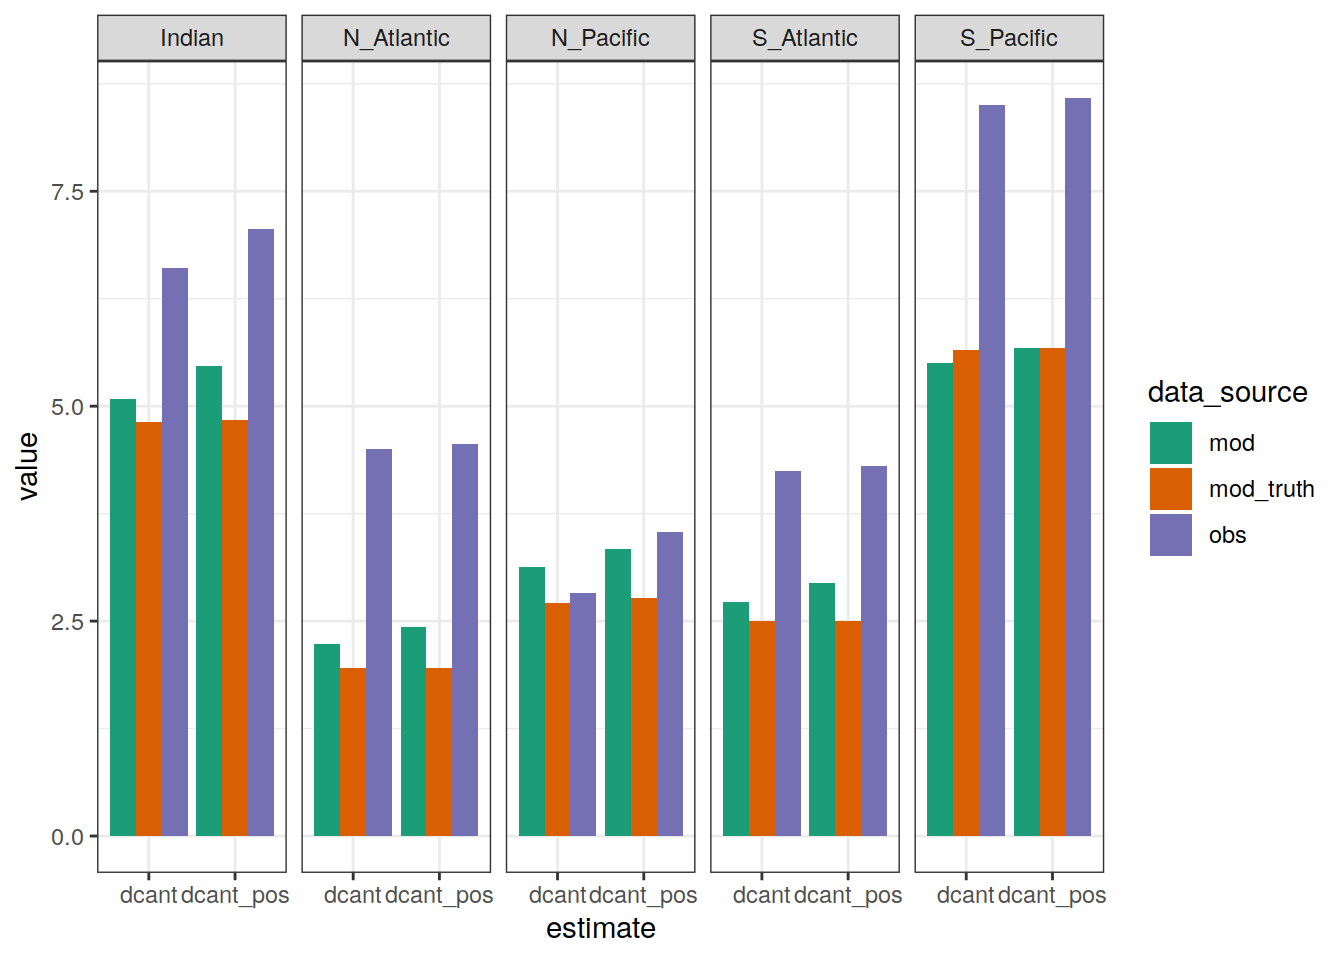 Indian N_Atlantic N_Pacific S_Atlantic S_Pacific
7.5
5.0
2.5
0.0
value
dcant dcant_pos dcant dcant_pos dcant dcant_pos dcant dcant_pos dcant dcant_pos
estimate
data_source
mod
mod_truth
obs